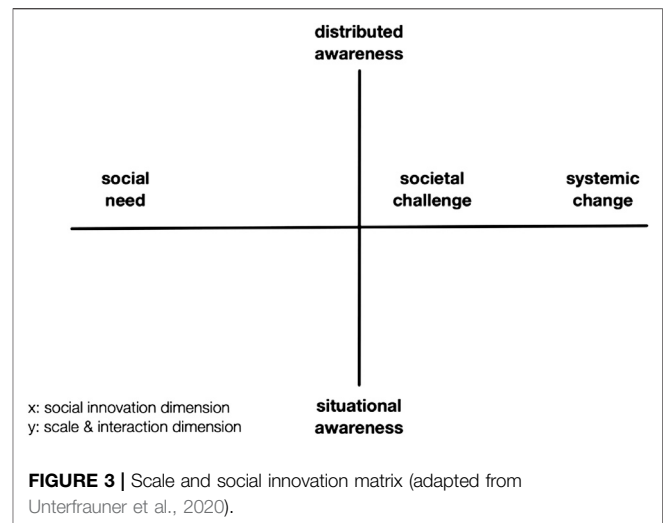 distributed
awareness
social
need
societal
challenge
systemic
change
x: social innovation dimension
y: scale & interaction dimension
situational
awareness
FIGURE 3 | Scale and social innovation matrix (adapted from
Unterfrauner et al., 2020).